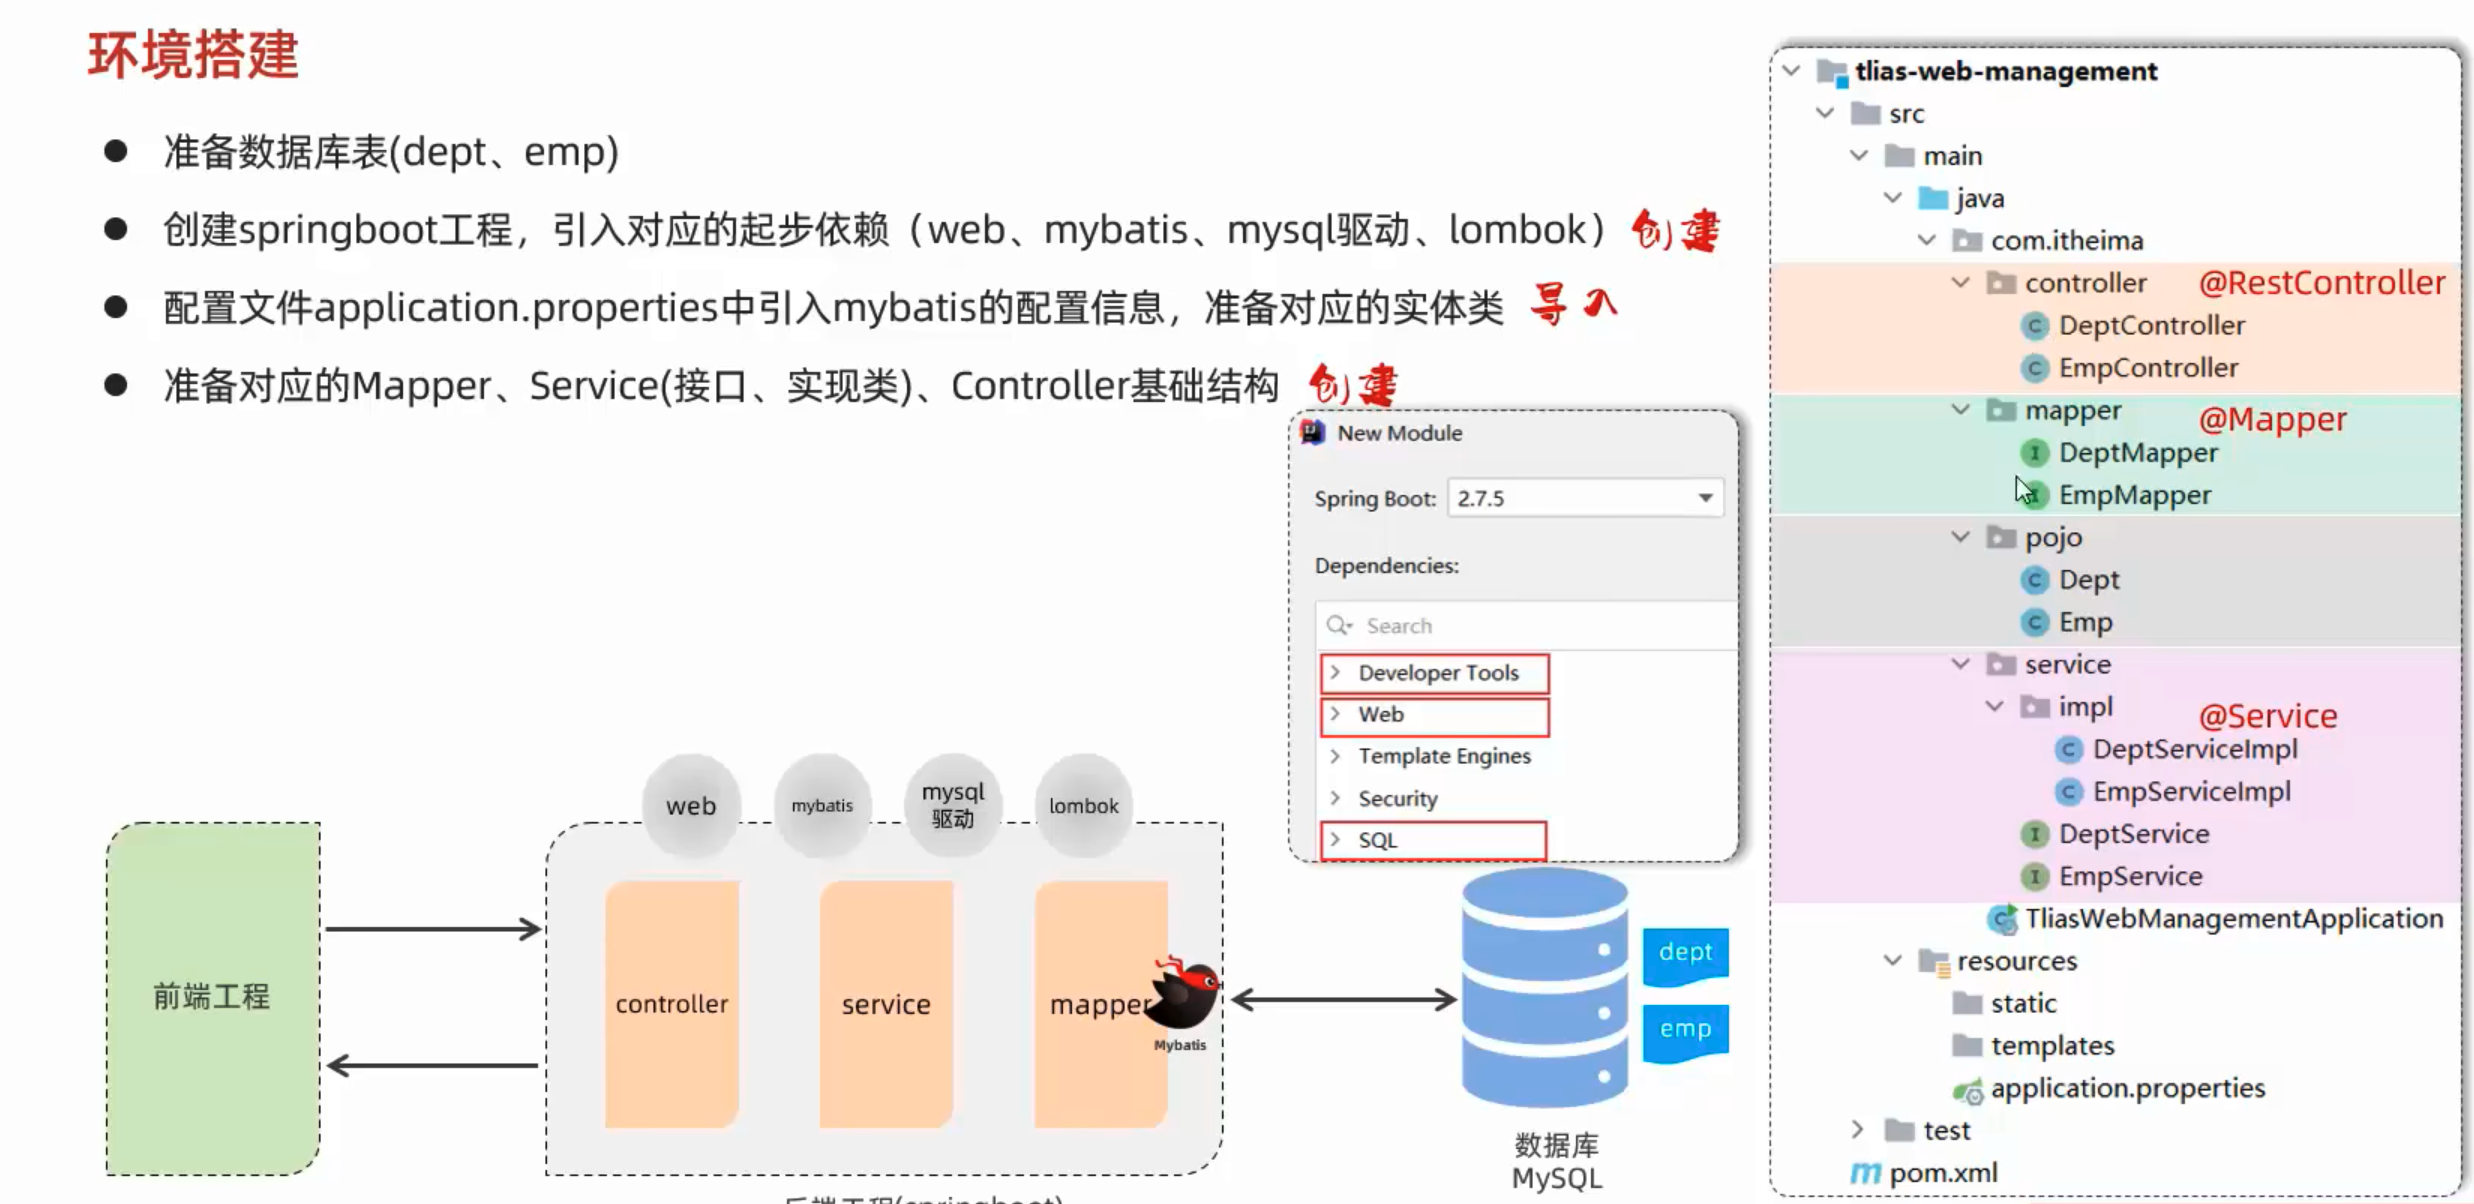 环境搭建
准备数据库表(dept、emp)
创建springboot工程，引入对应的起步依赖（web、mybatis、mysql驱动、lombok） 创建
配置文件application.properties中引入mybatis的配置信息，准备对应的实体类 导入
准备对应的Mapper、Service(接口、实现类)、Controller基础结构 创建
New Module
Spring Boot: 2.7.5
Dependencies:
Search
Developer Tools
Web
Template Engines
Security
SQL
web
mybatis
mysql
驱动
lombok
前端工程
controller
service
mapper
Mybatis
后端工程(springboot)
dept
emp
数据库
MySQL
tlias-web-management
src
main
java
com.itheima
controller @RestController
DeptController
EmpController
mapper @Mapper
DeptMapper
EmpMapper
pojo
Dept
Emp
service
impl @Service
DeptServiceImpl
EmpServiceImpl
DeptService
EmpService
TliasWebManagementApplication
resources
static
templates
application.properties
test
pom.xml